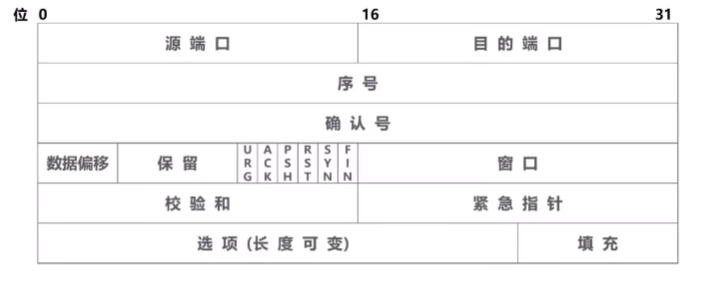 位 0 16 31
源 端 口 目 的 端 口
序 号
确 认 号
数据偏移 保 留 URG ACK PSH RST SYN FIN 窗 口
校 验 和 紧 急 指 针
选 项 (长 度 可 变) 填 充